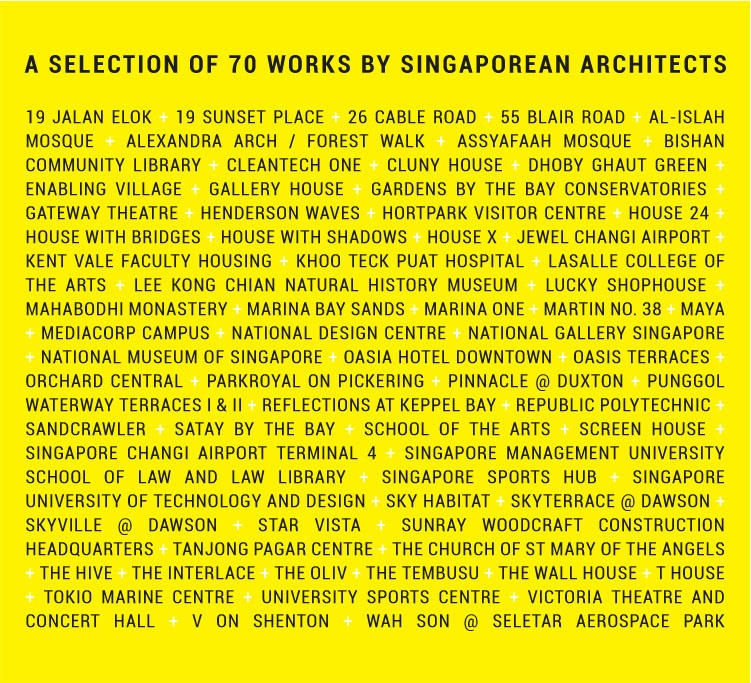 A SELECTION OF 70 WORKS BY SINGAPOREAN ARCHITECTS
19 JALAN ELOK + 19 SUNSET PLACE + 26 CABLE ROAD + 55 BLAIR ROAD + AL-ISLAH
MOSQUE + ALEXANDRA ARCH / FOREST WALK + ASSYAFAAH MOSQUE + BISHAN
COMMUNITY LIBRARY + CLEANTECH ONE + CLUNY HOUSE + DHOBY GHAUT GREEN +
ENABLING VILLAGE + GALLERY HOUSE + GARDENS BY THE BAY CONSERVATORIES +
GATEWAY THEATRE + HENDERSON WAVES + HORTPARK VISITOR CENTRE + HOUSE 24 +
HOUSE WITH BRIDGES + HOUSE WITH SHADOWS + HOUSE X + JEWEL CHANGI AIRPORT +
KENT VALE FACULTY HOUSING + KHOO TECK PUAT HOSPITAL + LASALLE COLLEGE OF
THE ARTS + LEE KONG CHIAN NATURAL HISTORY MUSEUM + LUCKY SHOPHOUSE +
MAHABODHI MONASTERY + MARINA BAY SANDS + MARINA ONE + MARTIN NO. 38 + MAYA
+ MEDIACORP CAMPUS + NATIONAL DESIGN CENTRE + NATIONAL GALLERY SINGAPORE
+ NATIONAL MUSEUM OF SINGAPORE + OASIA HOTEL DOWNTOWN + OASIS TERRACES +
ORCHARD CENTRAL + PARKROYAL ON PICKERING + PINNACLE @ DUXTON + PUNGGOL
WATERWAY TERRACES I & II + REFLECTIONS AT KEPPEL BAY + REPUBLIC POLYTECHNIC +
SANDCRAWLER + SATAY BY THE BAY + SCHOOL OF THE ARTS + SCREEN HOUSE +
SINGAPORE CHANGI AIRPORT TERMINAL 4 + SINGAPORE MANAGEMENT UNIVERSITY
SCHOOL OF LAW AND LAW LIBRARY + SINGAPORE SPORTS HUB + SINGAPORE
UNIVERSITY OF TECHNOLOGY AND DESIGN + SKY HABITAT + SKYTERRACE @ DAWSON +
SKYVILLE @ DAWSON + STAR VISTA + SUNRAY WOODCRAFT CONSTRUCTION
HEADQUARTERS + TANJONG PAGAR CENTRE + THE CHURCH OF ST MARY OF THE ANGELS
+ THE HIVE + THE INTERLACE + THE OLIV + THE TEMBUSU + THE WALL HOUSE + T HOUSE
+ TOKIO MARINE CENTRE + UNIVERSITY SPORTS CENTRE + VICTORIA THEATRE AND
CONCERT HALL + V ON SHENTON + WAH SON @ SELETAR AEROSPACE PARK